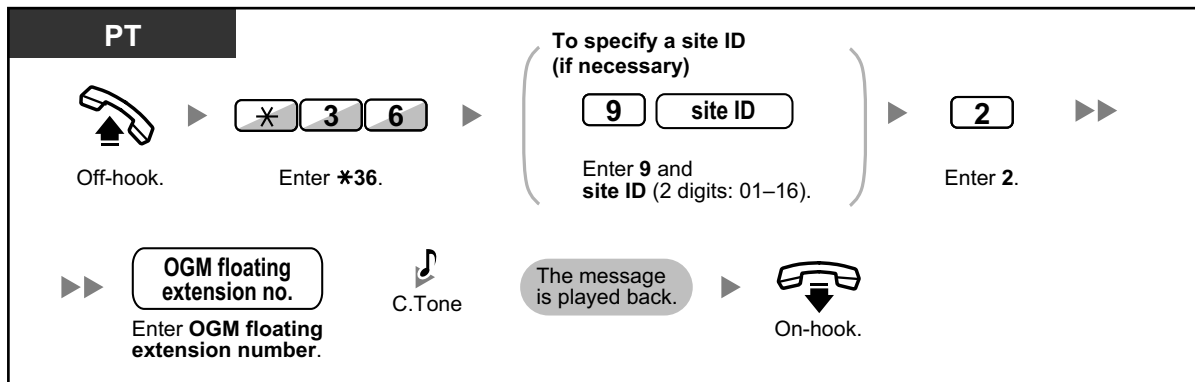 PT
To specify a site ID
(if necessary)
✳ 3 6
9 site ID
2
Off-hook.
Enter ✳36.
Enter 9 and
site ID (2 digits: 01–16).
Enter 2.
OGM floating
extension no.
C.Tone
The message
is played back.
Enter OGM floating
extension number.
On-hook.